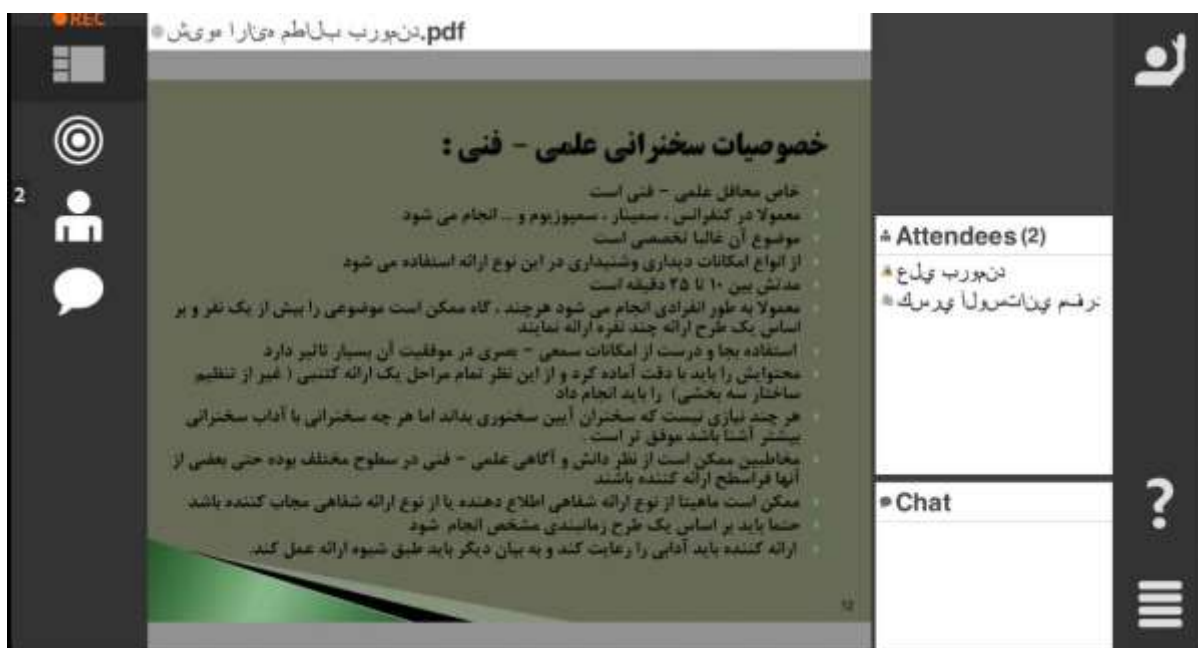 REC
شیوه ارایه مطالب برومند.pdf
خصوصیات سخنرانی علمی - فنی :
خاص محافل علمی - فنی است
معمولا در کنفرانس ، سمینار ، سمپوزیوم و ... انجام می شود
موضوع آن غالبا تخصصی است
از انواع امکانات دیداری وشنیداری در این نوع ارائه استفاده می شود
مدتش بین ۱۰ تا ۲۵ دقیقه است
معمولا به طور انفرادی انجام می شود هرچند ، گاه ممکن است موضوعی را بیش از یک نفر و بر
اساس یک طرح ارائه چند نفره ارائه نمایند
استفاده بجا و درست از امکانات سمعی - بصری در موفقیت آن بسیار تاثیر دارد
محتوایش را باید با دقت آماده کرد و از این نظر تمام مراحل یک ارائه کتنبی ( غیر از تنظیم
ساختار سه بخشی) را باید انجام داد
هر چند نیازی نیست که سخنران آیین سخنوری بداند اما هر چه سخنرانی با آداب سخنرانی
بیشتر آشنا باشد موفق تر است .
مخاطبین ممکن است از نظر دانش و آگاهی علمی - فنی در سطوح مختلف بوده حتی بعضی از
آنها فراسطح ارائه کننده باشند
ممکن است ماهیتا از نوع ارائه شفاهی اطلاع دهنده یا از نوع ارائه شفاهی مجاب کننده باشد
حتما باید بر اساس یک طرح زمانبندی مشخص انجام شود
ارائه کننده باید آدابی را رعایت کند و به بیان دیگر باید طبق شیوه ارائه عمل کند.
12
2
Attendees (2)
علي برومند
Chat
?